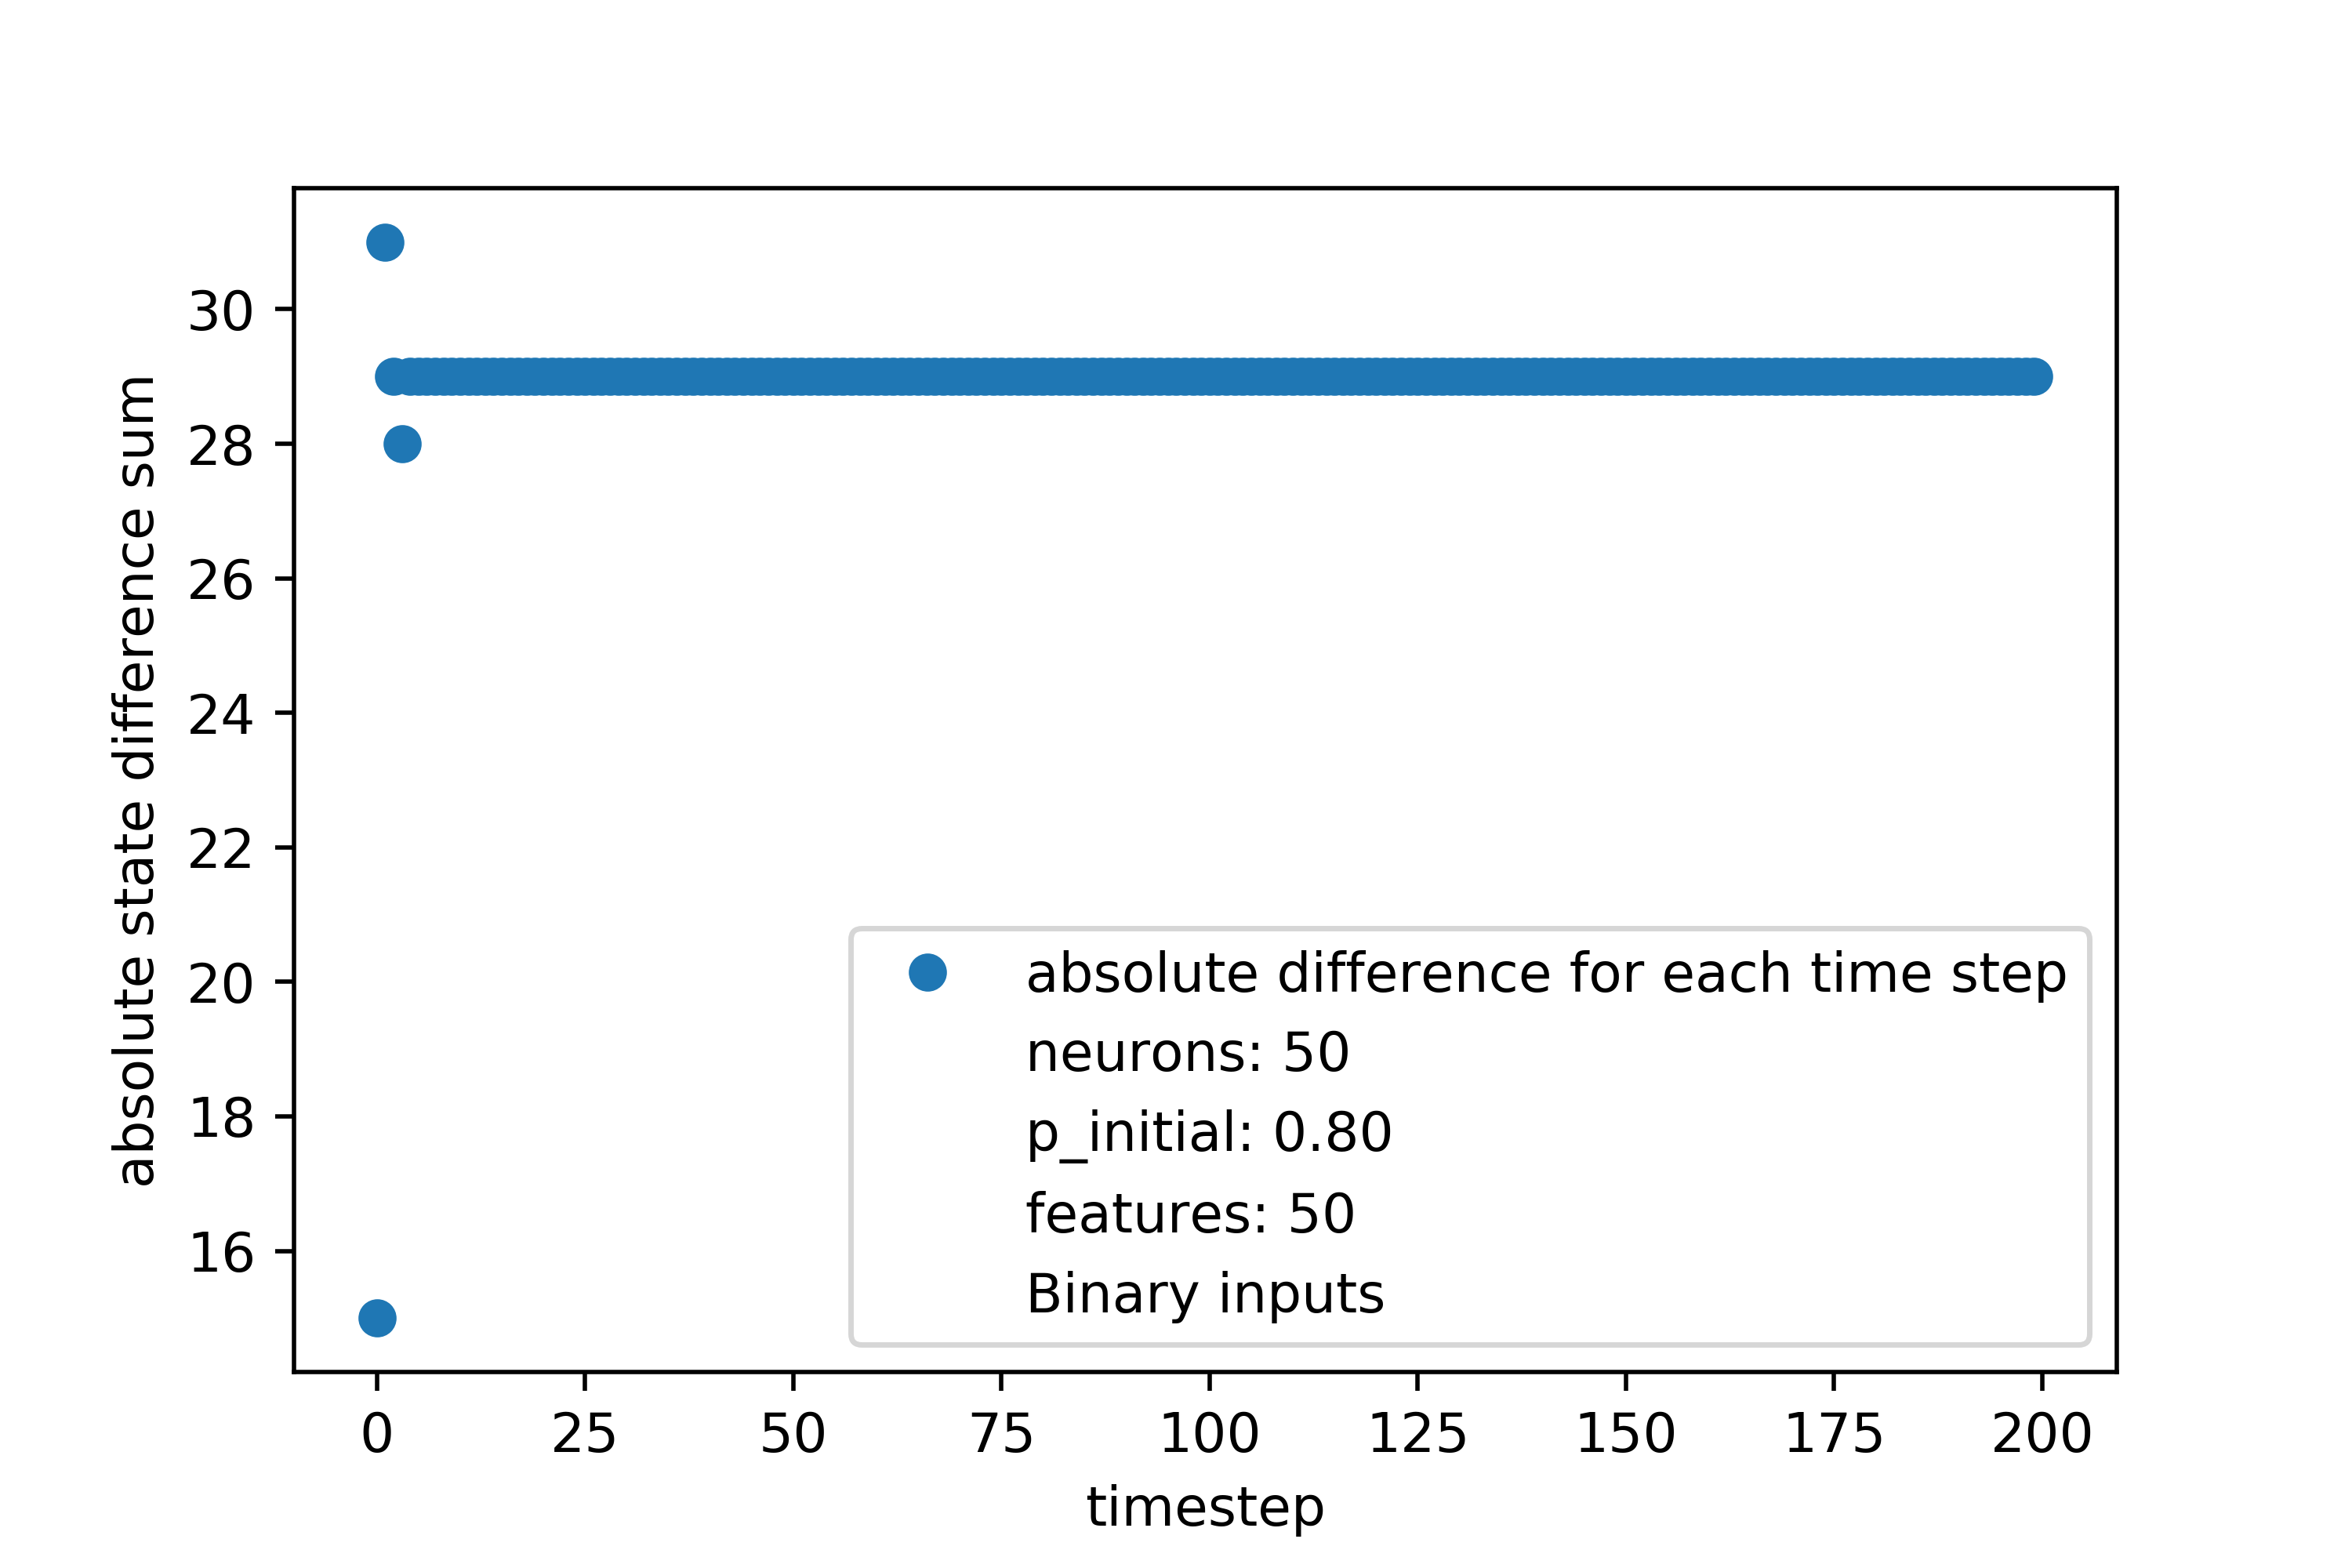 30
28
26
24
22
20
18
16
absolute state difference sum
absolute difference for each time step
neurons: 50
p_initial: 0.80
features: 50
Binary inputs
0 25 50 75 100 125 150 175 200
timestep